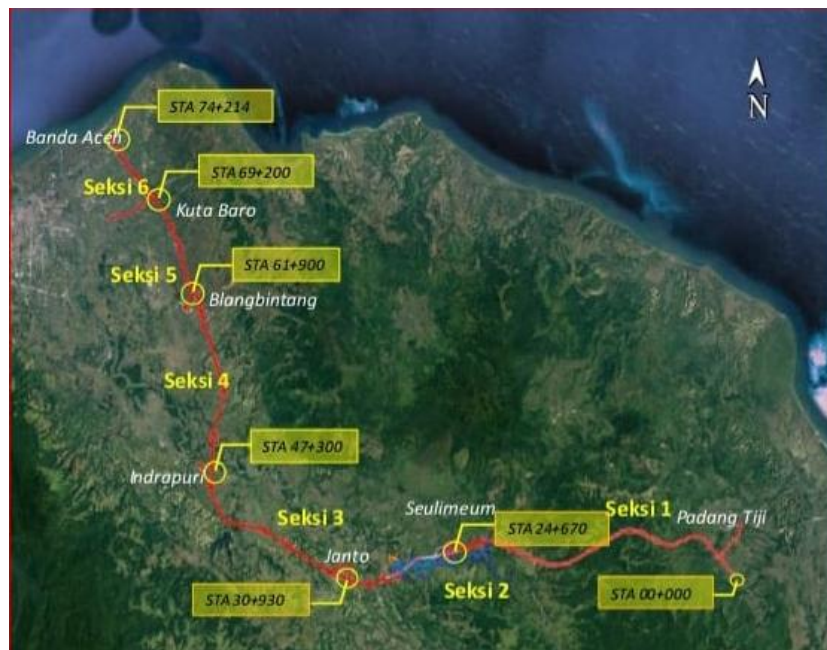 STA 74+214
Banda Aceh
STA 69+200
Seksi 6
Kuta Baro
STA 61+900
Seksi 5
Blangbintang
Seksi 4
STA 47+300
Indrapuri
Seksi 3
Seulimeum
Seksi 1
Padang Tiji
STA 24+670
Janto
Seksi 2
STA 30+930
STA 00+000
N